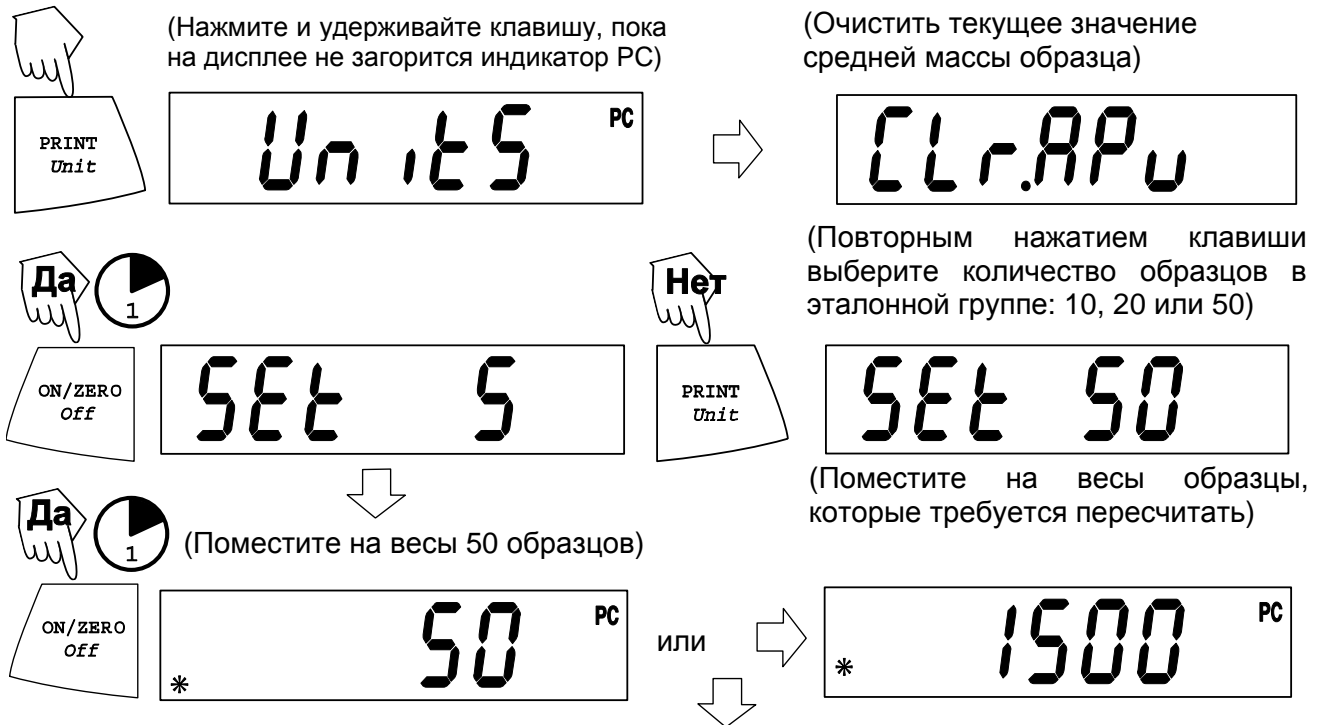 (Нажмите и удерживайте клавишу, пока
на дисплее не загорится индикатор PC)
(Очистить текущее значение
средней массы образца)
PRINT
Unit
UnitS PC
CLr.APw
(Повторным нажатием клавиши
выберите количество образцов в
эталонной группе: 10, 20 или 50)
Да
1
Нет
ON/ZERO
Off
SEt 5
PRINT
Unit
SEt 50
(Поместите на весы образцы,
которые требуется пересчитать)
Да
1
(Поместите на весы 50 образцов)
ON/ZERO
Off
* 50 PC
или
* 1500 PC